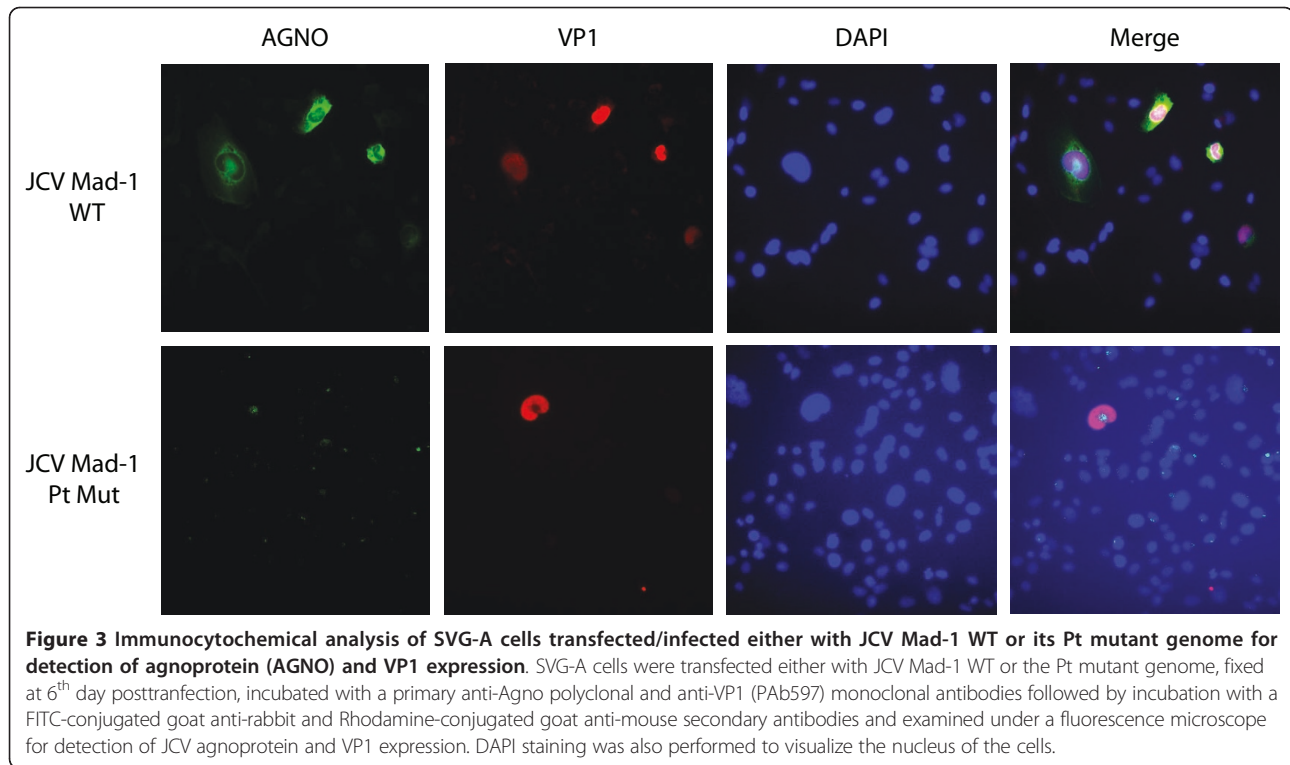 AGNO VP1 DAPI Merge
JCV Mad-1
WT
JCV Mad-1
Pt Mut
Figure 3 Immunocytochemical analysis of SVG-A cells transfected/infected either with JCV Mad-1 WT or its Pt mutant genome for
detection of agnoprotein (AGNO) and VP1 expression. SVG-A cells were transfected either with JCV Mad-1 WT or the Pt mutant genome, fixed
at 6th day posttranfection, incubated with a primary anti-Agno polyclonal and anti-VP1 (PAb597) monoclonal antibodies followed by incubation with a
FITC-conjugated goat anti-rabbit and Rhodamine-conjugated goat anti-mouse secondary antibodies and examined under a fluorescence microscope
for detection of JCV agnoprotein and VP1 expression. DAPI staining was also performed to visualize the nucleus of the cells.